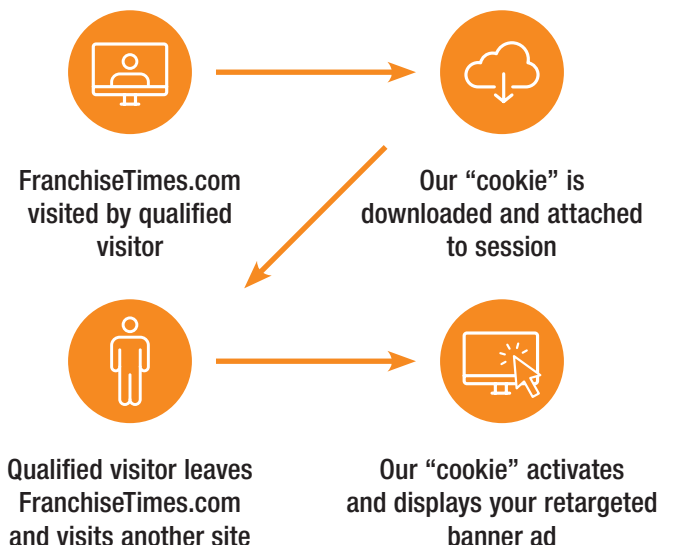 FranchiseTimes.com
visited by qualified
visitor
Our “cookie” is
downloaded and attached
to session
Qualified visitor leaves
FranchiseTimes.com
and visits another site
Our “cookie” activates
and displays your retargeted
banner ad